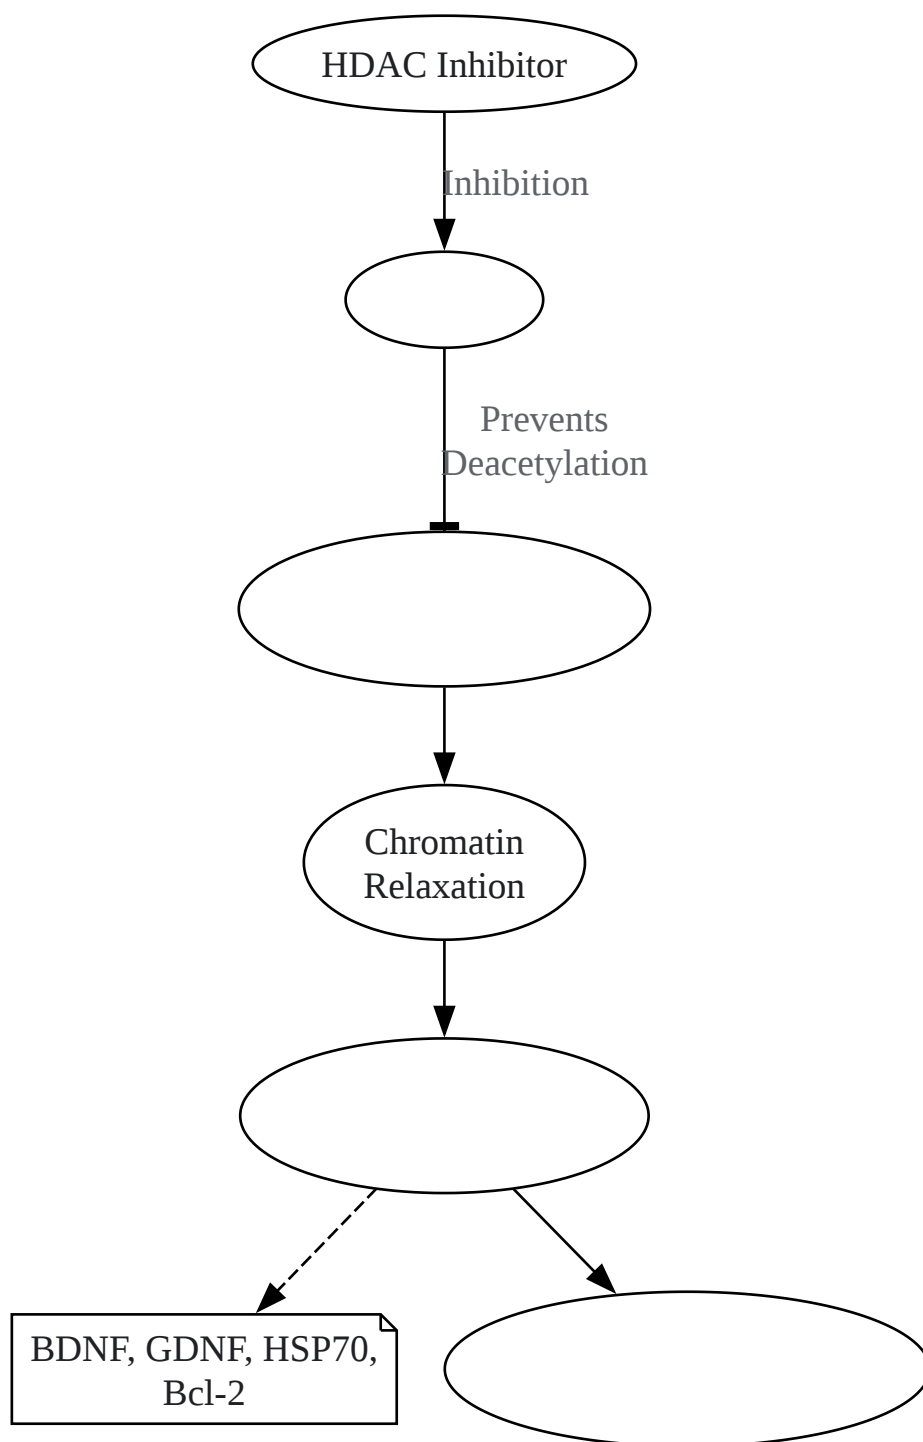 HDAC Inhibitor
Inhibition
Prevents
Deacetylation
Chromatin
Relaxation
BDNF, GDNF, HSP70,
Bcl-2